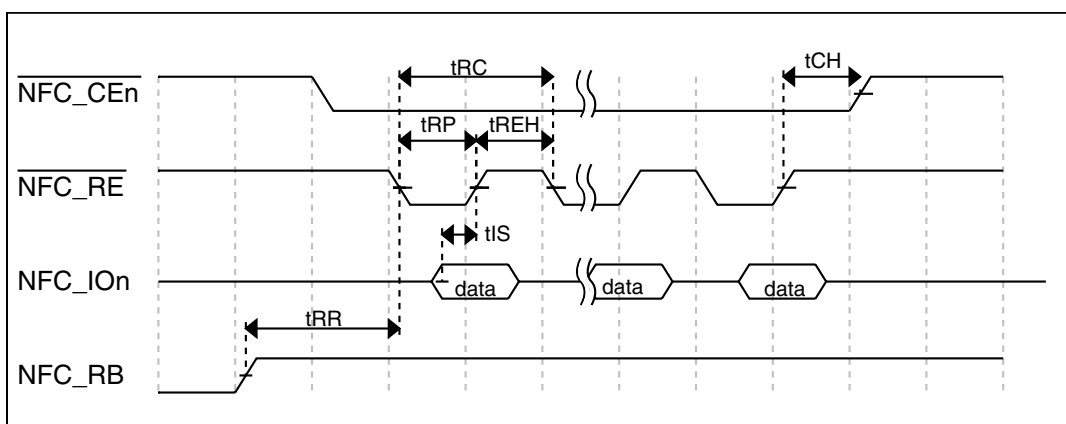 tRC
tCH
NFC_CEn
tRP
tREH
NFC_RE
tIS
NFC_IOn
data
data
data
tRR
NFC_RB